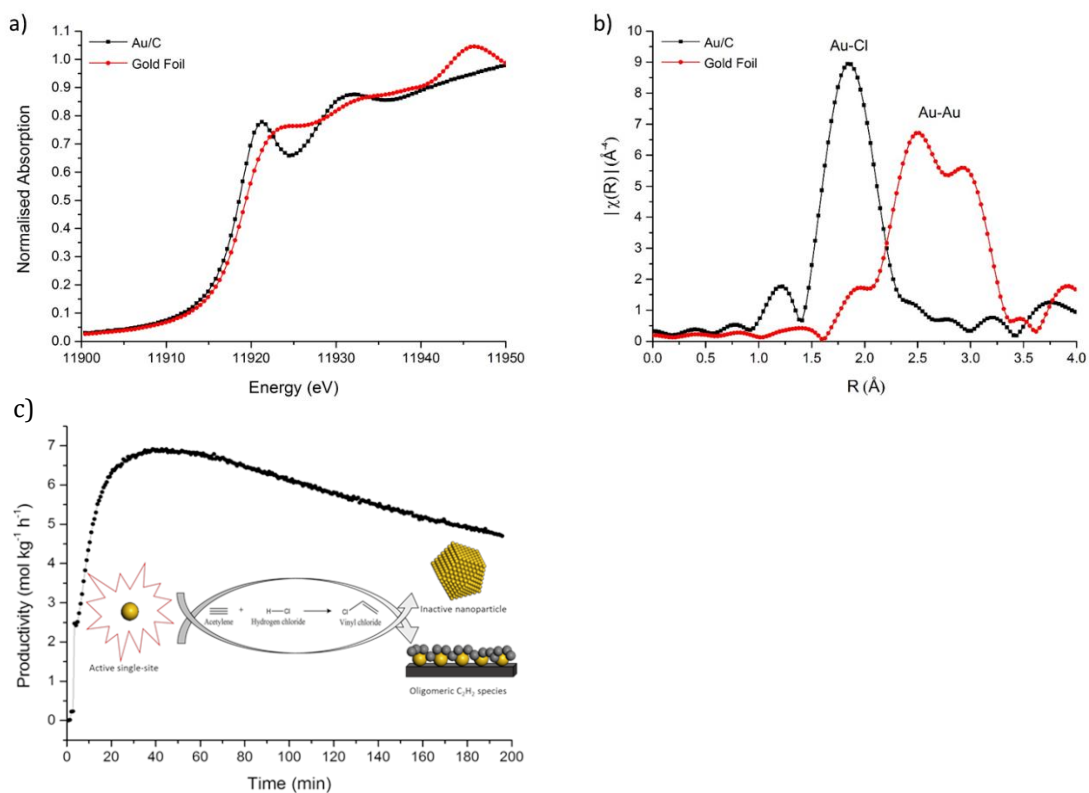 a)
1.1
1.0
0.9
0.8
0.7
0.6
0.5
0.4
0.3
0.2
0.1
0.0
Normalised Absorption
Au/C
Gold Foil
11900 11910 11920 11930 11940 11950
Energy (eV)
b)
10
9
8
7
6
5
4
3
2
1
0
|χ(R)| (Å⁻⁴)
Au/C
Gold Foil
Au-Cl
Au-Au
0.0 0.5 1.0 1.5 2.0 2.5 3.0 3.5 4.0
R (Å)
c)
7
6
5
4
3
2
1
0
Productivity (mol kg⁻¹ h⁻¹)
Active single-site
Acetylene
+
H Cl
Hydrogen chloride
Cl
Vinyl chloride
Inactive nanoparticle
Oligomeric C₂H₂ species
0 20 40 60 80 100 120 140 160 180 200
Time (min)